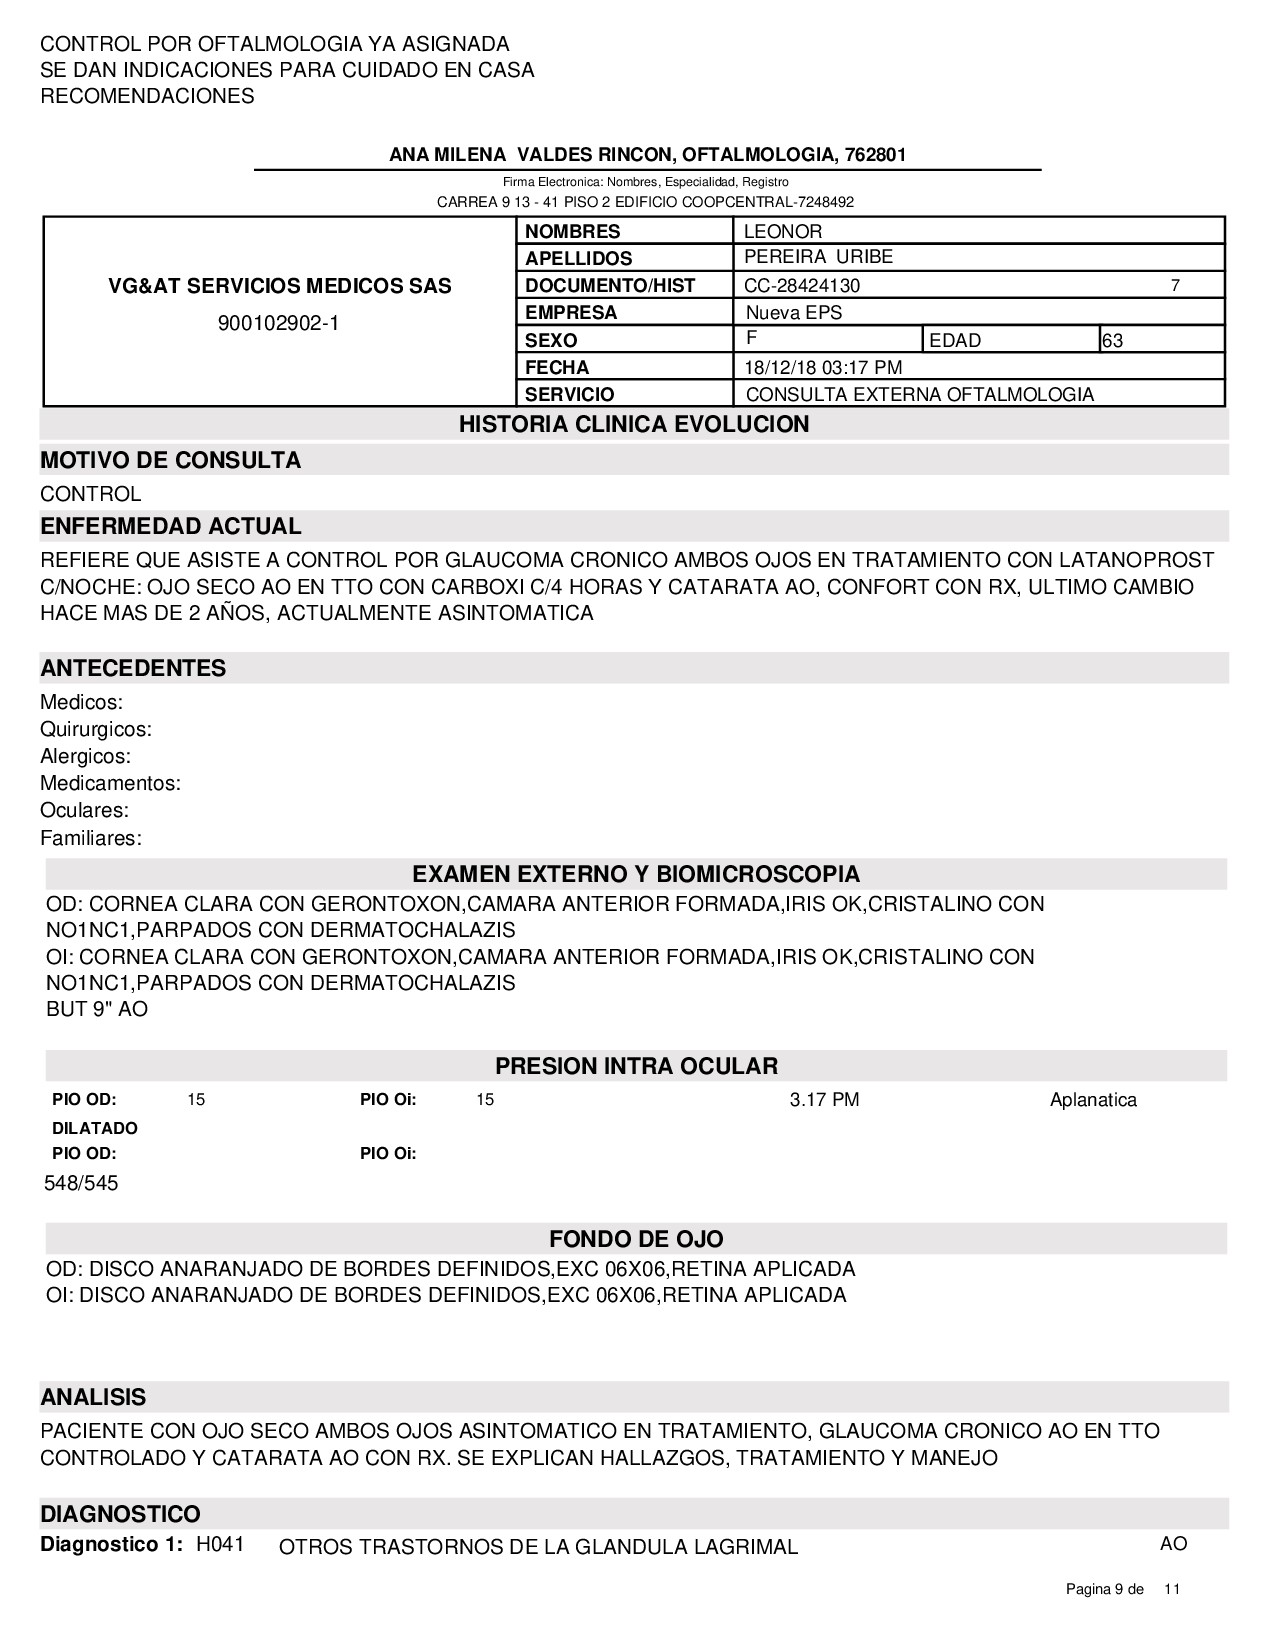 CONTROL POR OFTALMOLOGIA YA ASIGNADA
SE DAN INDICACIONES PARA CUIDADO EN CASA
RECOMENDACIONES
ANA MILENA  VALDES RINCON, OFTALMOLOGIA, 762801
Firma Electronica: Nombres, Especialidad, Registro
CARREA 9 13 - 41 PISO 2 EDIFICIO COOPCENTRAL-7248492
VG&AT SERVICIOS MEDICOS SAS
900102902-1
NOMBRES LEONOR
APELLIDOS PEREIRA  URIBE
DOCUMENTO/HIST CC-28424130 7
EMPRESA Nueva EPS
SEXO F EDAD 63
FECHA 18/12/18 03:17 PM
SERVICIO CONSULTA EXTERNA OFTALMOLOGIA
HISTORIA CLINICA EVOLUCION
MOTIVO DE CONSULTA
CONTROL
ENFERMEDAD ACTUAL
REFIERE QUE ASISTE A CONTROL POR GLAUCOMA CRONICO AMBOS OJOS EN TRATAMIENTO CON LATANOPROST
C/NOCHE: OJO SECO AO EN TTO CON CARBOXI C/4 HORAS Y CATARATA AO, CONFORT CON RX, ULTIMO CAMBIO
HACE MAS DE 2 AÑOS, ACTUALMENTE ASINTOMATICA
ANTECEDENTES
Medicos:
Quirurgicos:
Alergicos:
Medicamentos:
Oculares:
Familiares:
EXAMEN EXTERNO Y BIOMICROSCOPIA
OD: CORNEA CLARA CON GERONTOXON,CAMARA ANTERIOR FORMADA,IRIS OK,CRISTALINO CON
NO1NC1,PARPADOS CON DERMATOCHALAZIS
OI: CORNEA CLARA CON GERONTOXON,CAMARA ANTERIOR FORMADA,IRIS OK,CRISTALINO CON
NO1NC1,PARPADOS CON DERMATOCHALAZIS
BUT 9" AO
PRESION INTRA OCULAR
PIO OD: 15 PIO Oi: 15 3.17 PM Aplanatica
DILATADO
PIO OD: PIO Oi:
548/545
FONDO DE OJO
OD: DISCO ANARANJADO DE BORDES DEFINIDOS,EXC 06X06,RETINA APLICADA
OI: DISCO ANARANJADO DE BORDES DEFINIDOS,EXC 06X06,RETINA APLICADA
ANALISIS
PACIENTE CON OJO SECO AMBOS OJOS ASINTOMATICO EN TRATAMIENTO, GLAUCOMA CRONICO AO EN TTO
CONTROLADO Y CATARATA AO CON RX. SE EXPLICAN HALLAZGOS, TRATAMIENTO Y MANEJO
DIAGNOSTICO
Diagnostico 1: H041 OTROS TRASTORNOS DE LA GLANDULA LAGRIMAL AO
Pagina 9 de 11